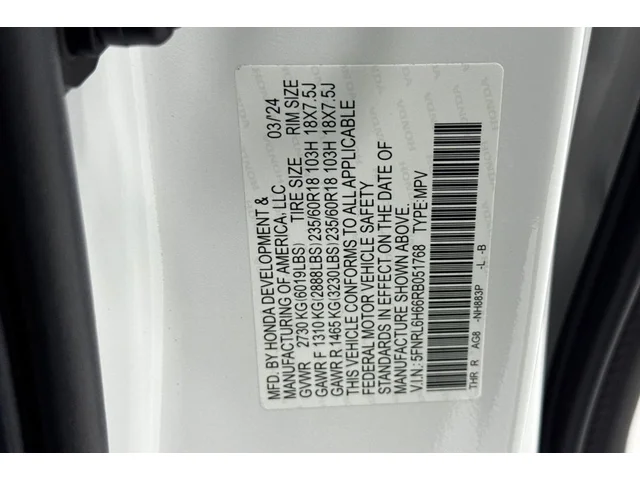 MFD. BY HONDA DEVELOPMENT & 03/'24
MANUFACTURING OF AMERICA, LLC
GVWR 2730 KG(6019LBS) TIRE SIZE RIM SIZE
GAWR F 1310 KG(2888LBS) 235/60R18 103H 18X7.5J
GAWR R 1465 KG(3230LBS) 235/60R18 103H 18X7.5J
THIS VEHICLE CONFORMS TO ALL APPLICABLE
FEDERAL MOTOR VEHICLE SAFETY
STANDARDS IN EFFECT ON THE DATE OF
MANUFACTURE SHOWN ABOVE.
V.I.N.: 5FNRL6H66RB051768 TYPE:MPV
THR R AG8 -NH883P -L -B